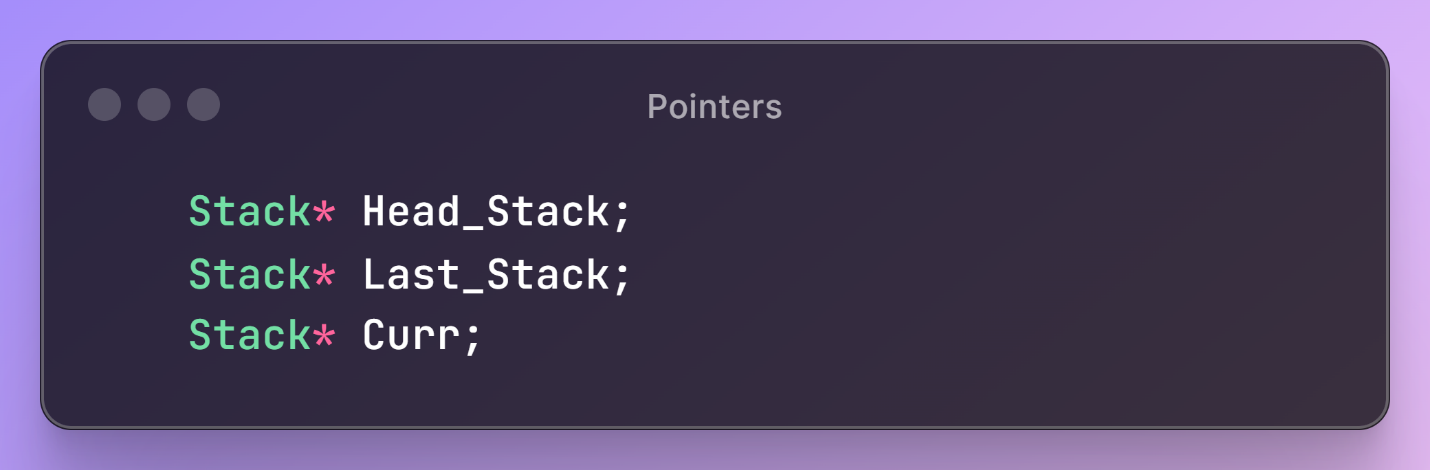 Pointers
Stack* Head_Stack;
Stack* Last_Stack;
Stack* Curr;